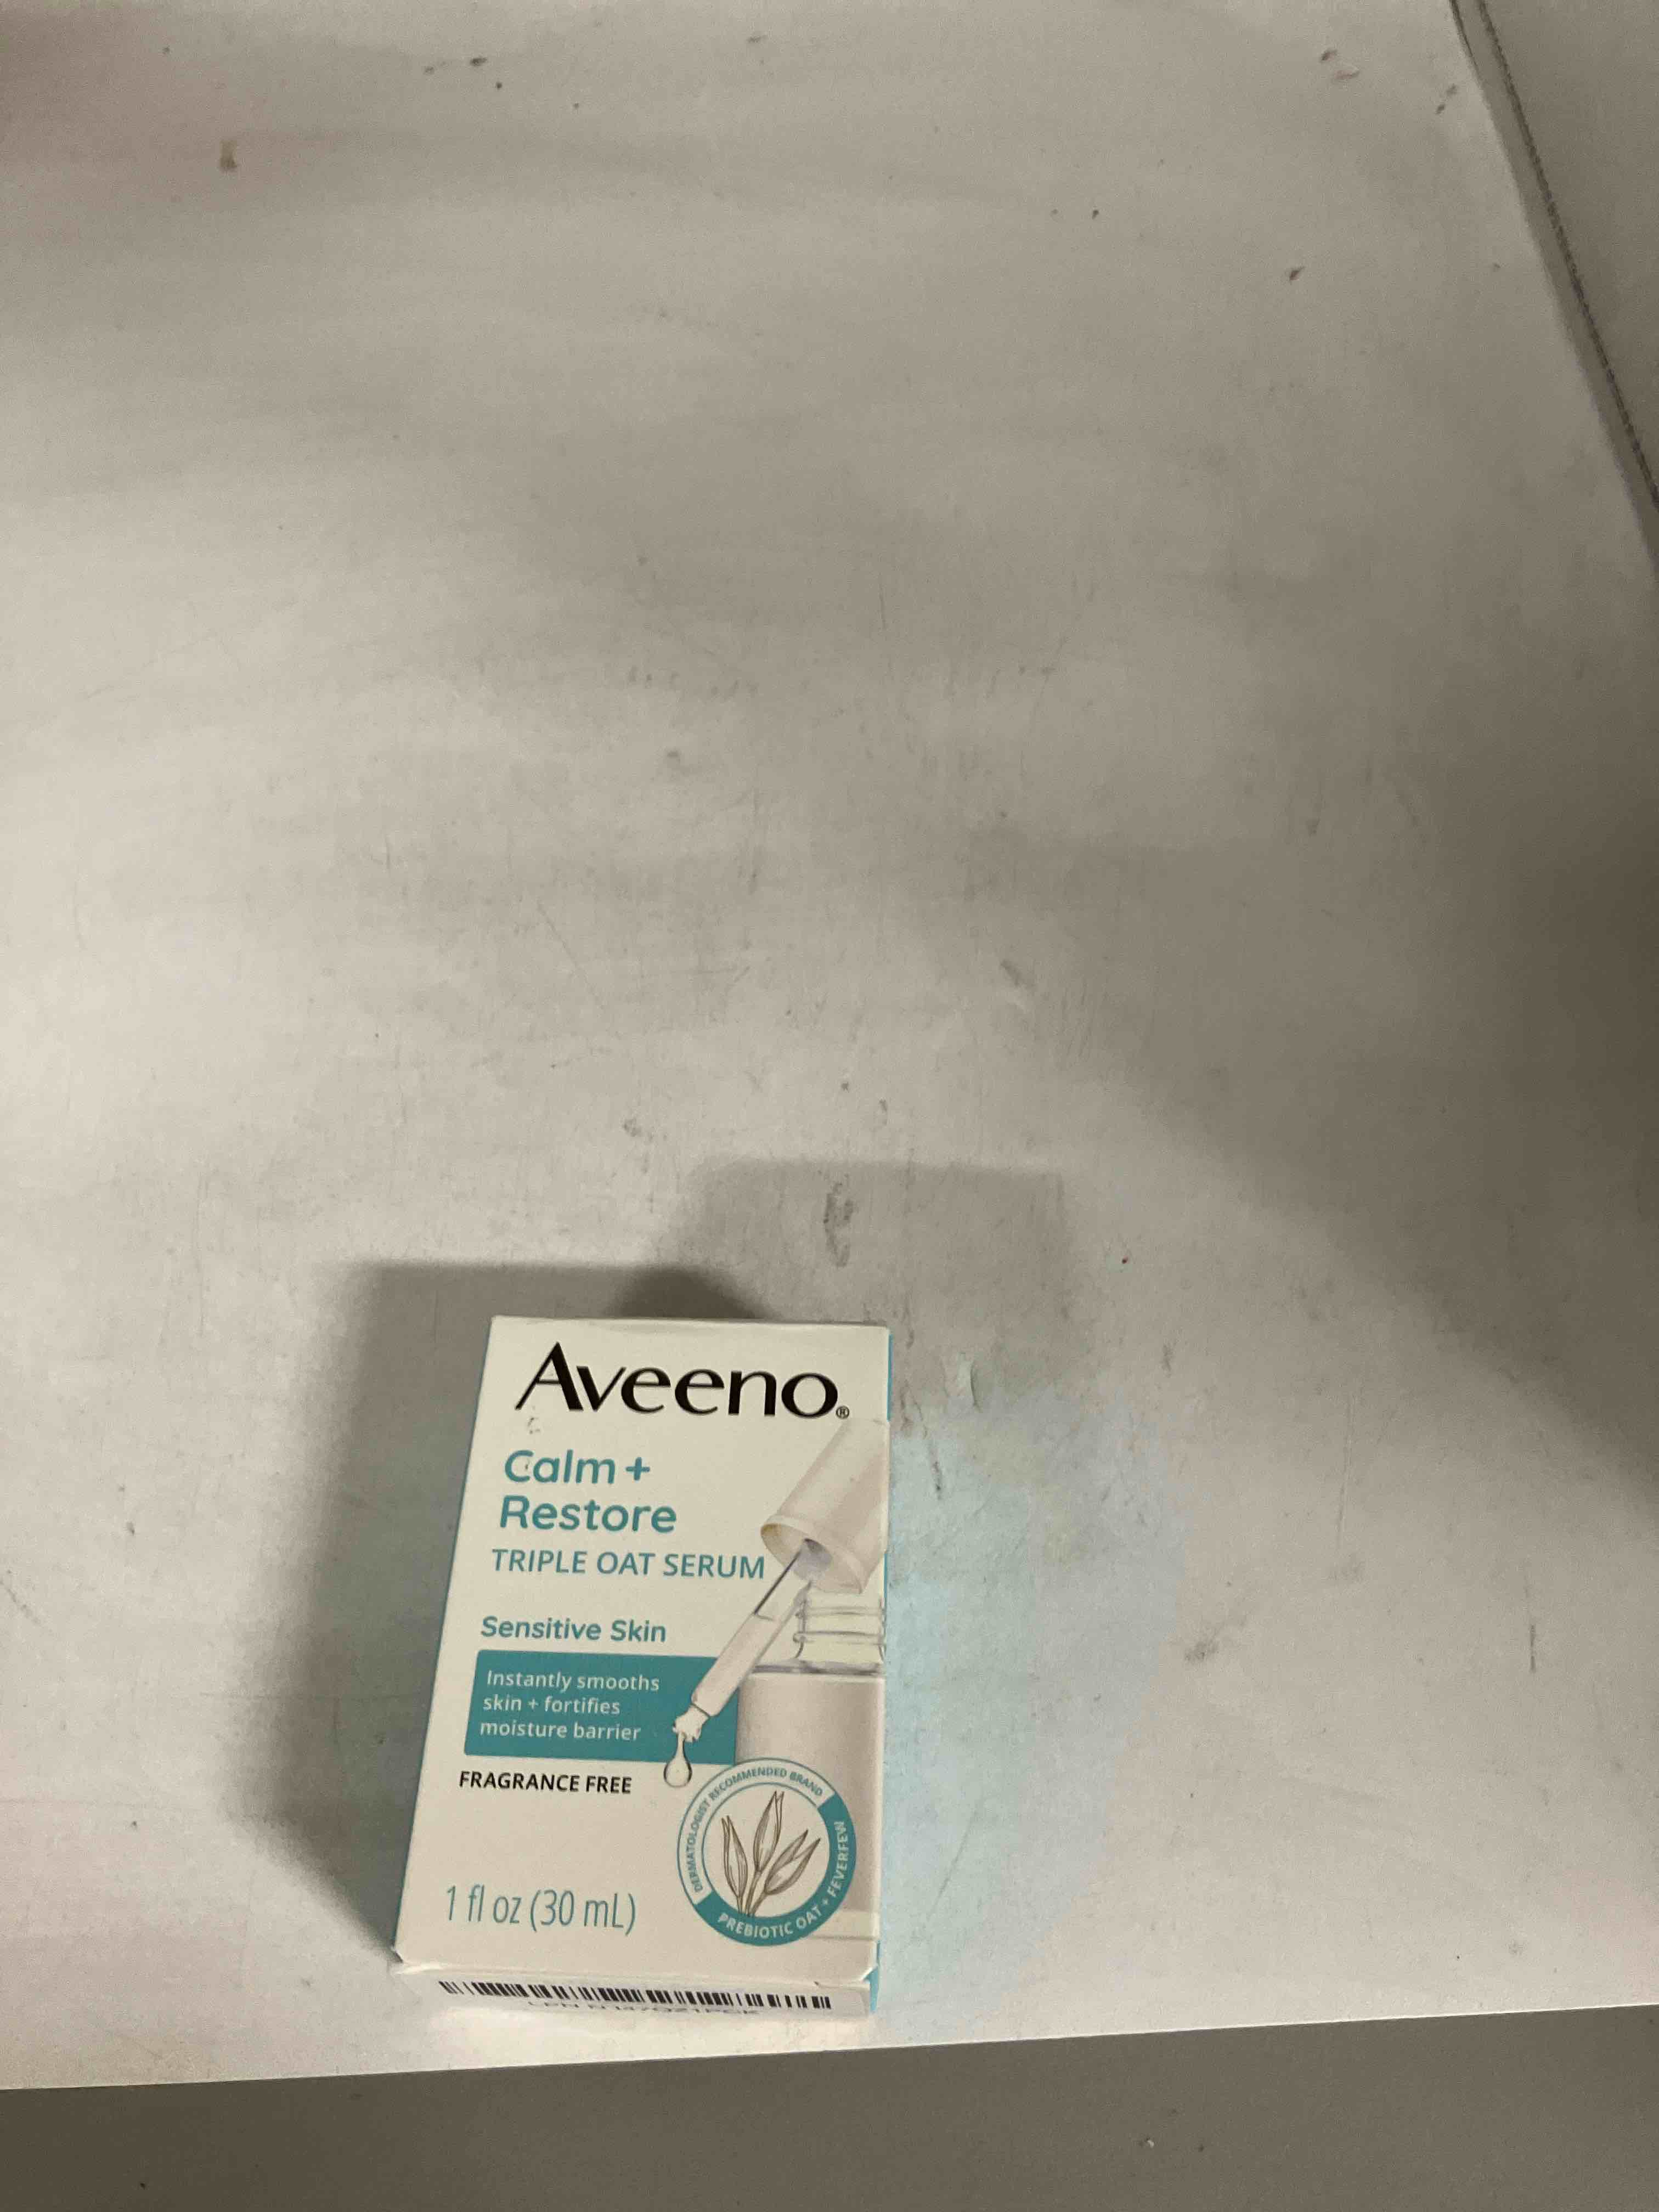 Aveeno®
Calm +
Restore
TRIPLE OAT SERUM
Sensitive Skin
Instantly smooths
skin + fortifies
moisture barrier
FRAGRANCE FREE
DERMATOLOGIST RECOMMENDED BRAND
PREBIOTIC OAT + FEVERFEW
1 fl oz (30 mL)